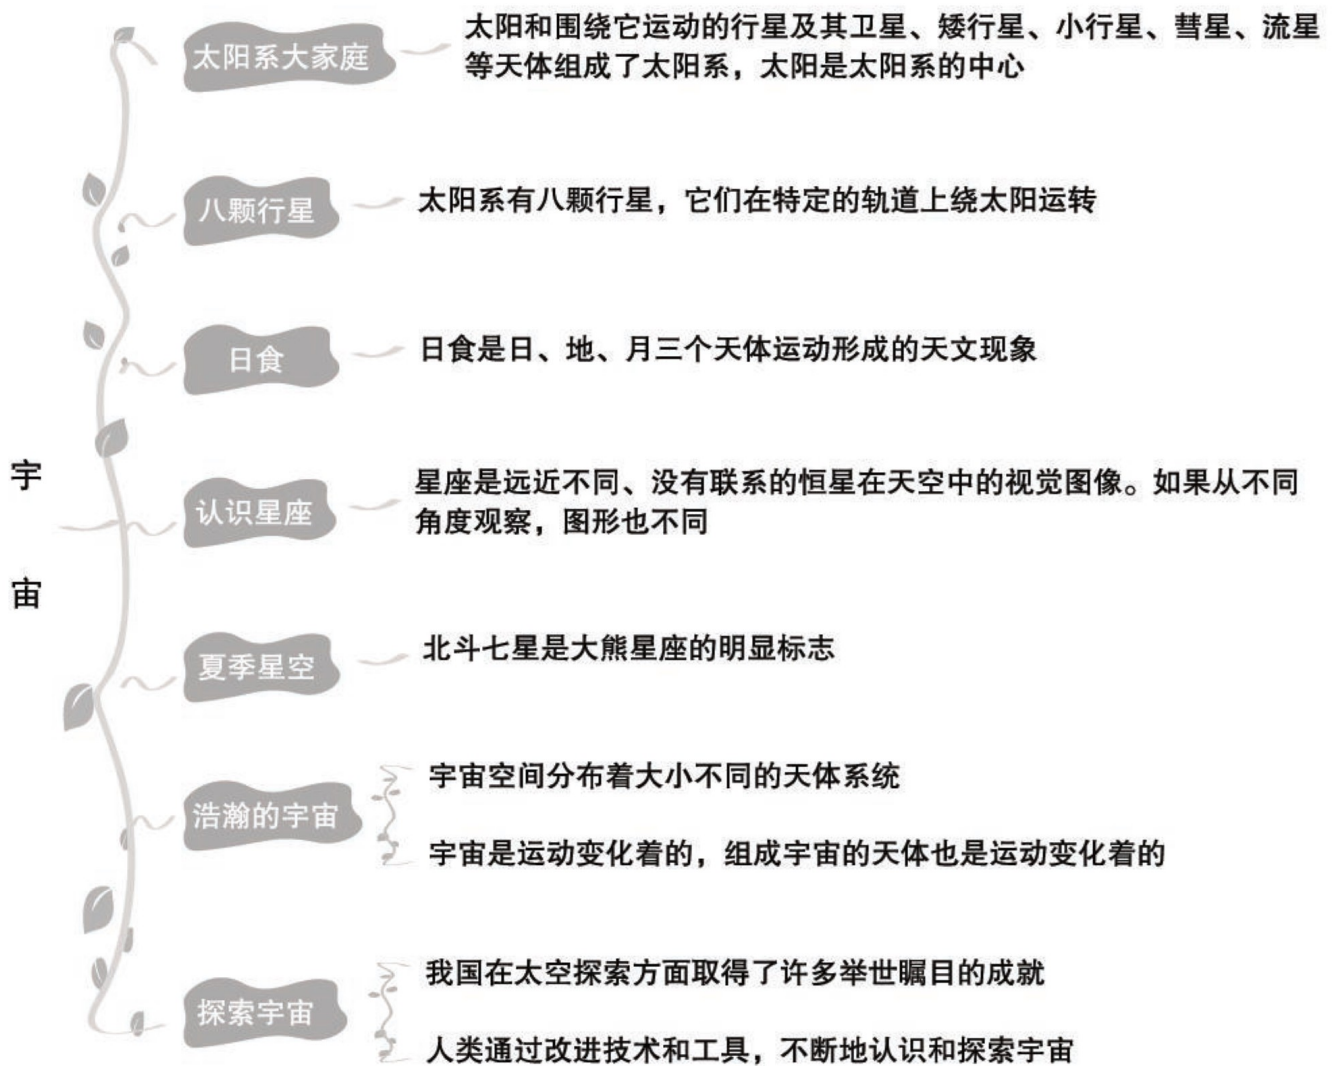 太阳系大家庭
太阳和围绕它运动的行星及其卫星、矮行星、小行星、彗星、流星
等天体组成了太阳系，太阳是太阳系的中心
八颗行星
太阳系有八颗行星，它们在特定的轨道上绕太阳运转
日食
日食是日、地、月三个天体运动形成的天文现象
宇
宙
认识星座
星座是远近不同、没有联系的恒星在天空中的视觉图像。如果从不同
角度观察，图形也不同
夏季星空
北斗七星是大熊星座的明显标志
浩瀚的宇宙
宇宙空间分布着大小不同的天体系统
宇宙是运动变化着的，组成宇宙的天体也是运动变化着的
探索宇宙
我国在太空探索方面取得了许多举世瞩目的成就
人类通过改进技术和工具，不断地认识和探索宇宙